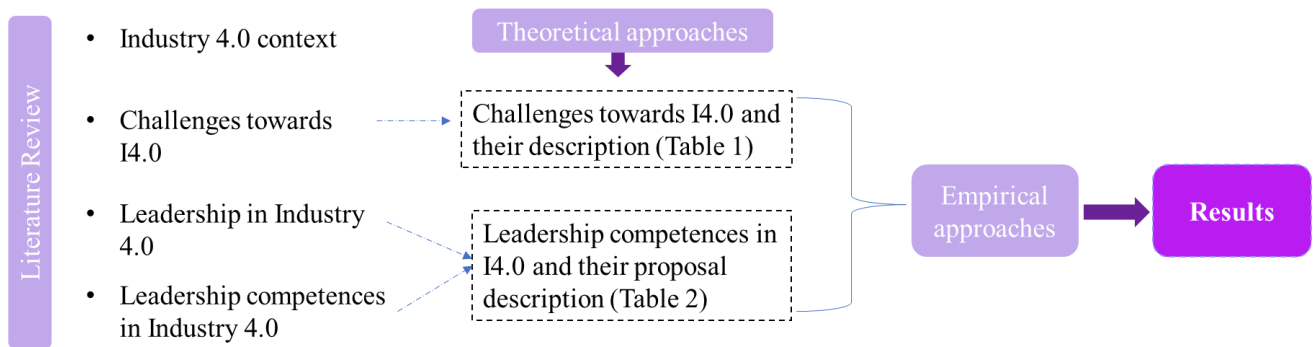 Literature Review
• Industry 4.0 context
• Challenges towards
I4.0
• Leadership in Industry
4.0
• Leadership competences
in Industry 4.0
Theoretical approaches
Challenges towards I4.0 and
their description (Table 1)
Leadership competences in
I4.0 and their proposal
description (Table 2)
Empirical
approaches
Results